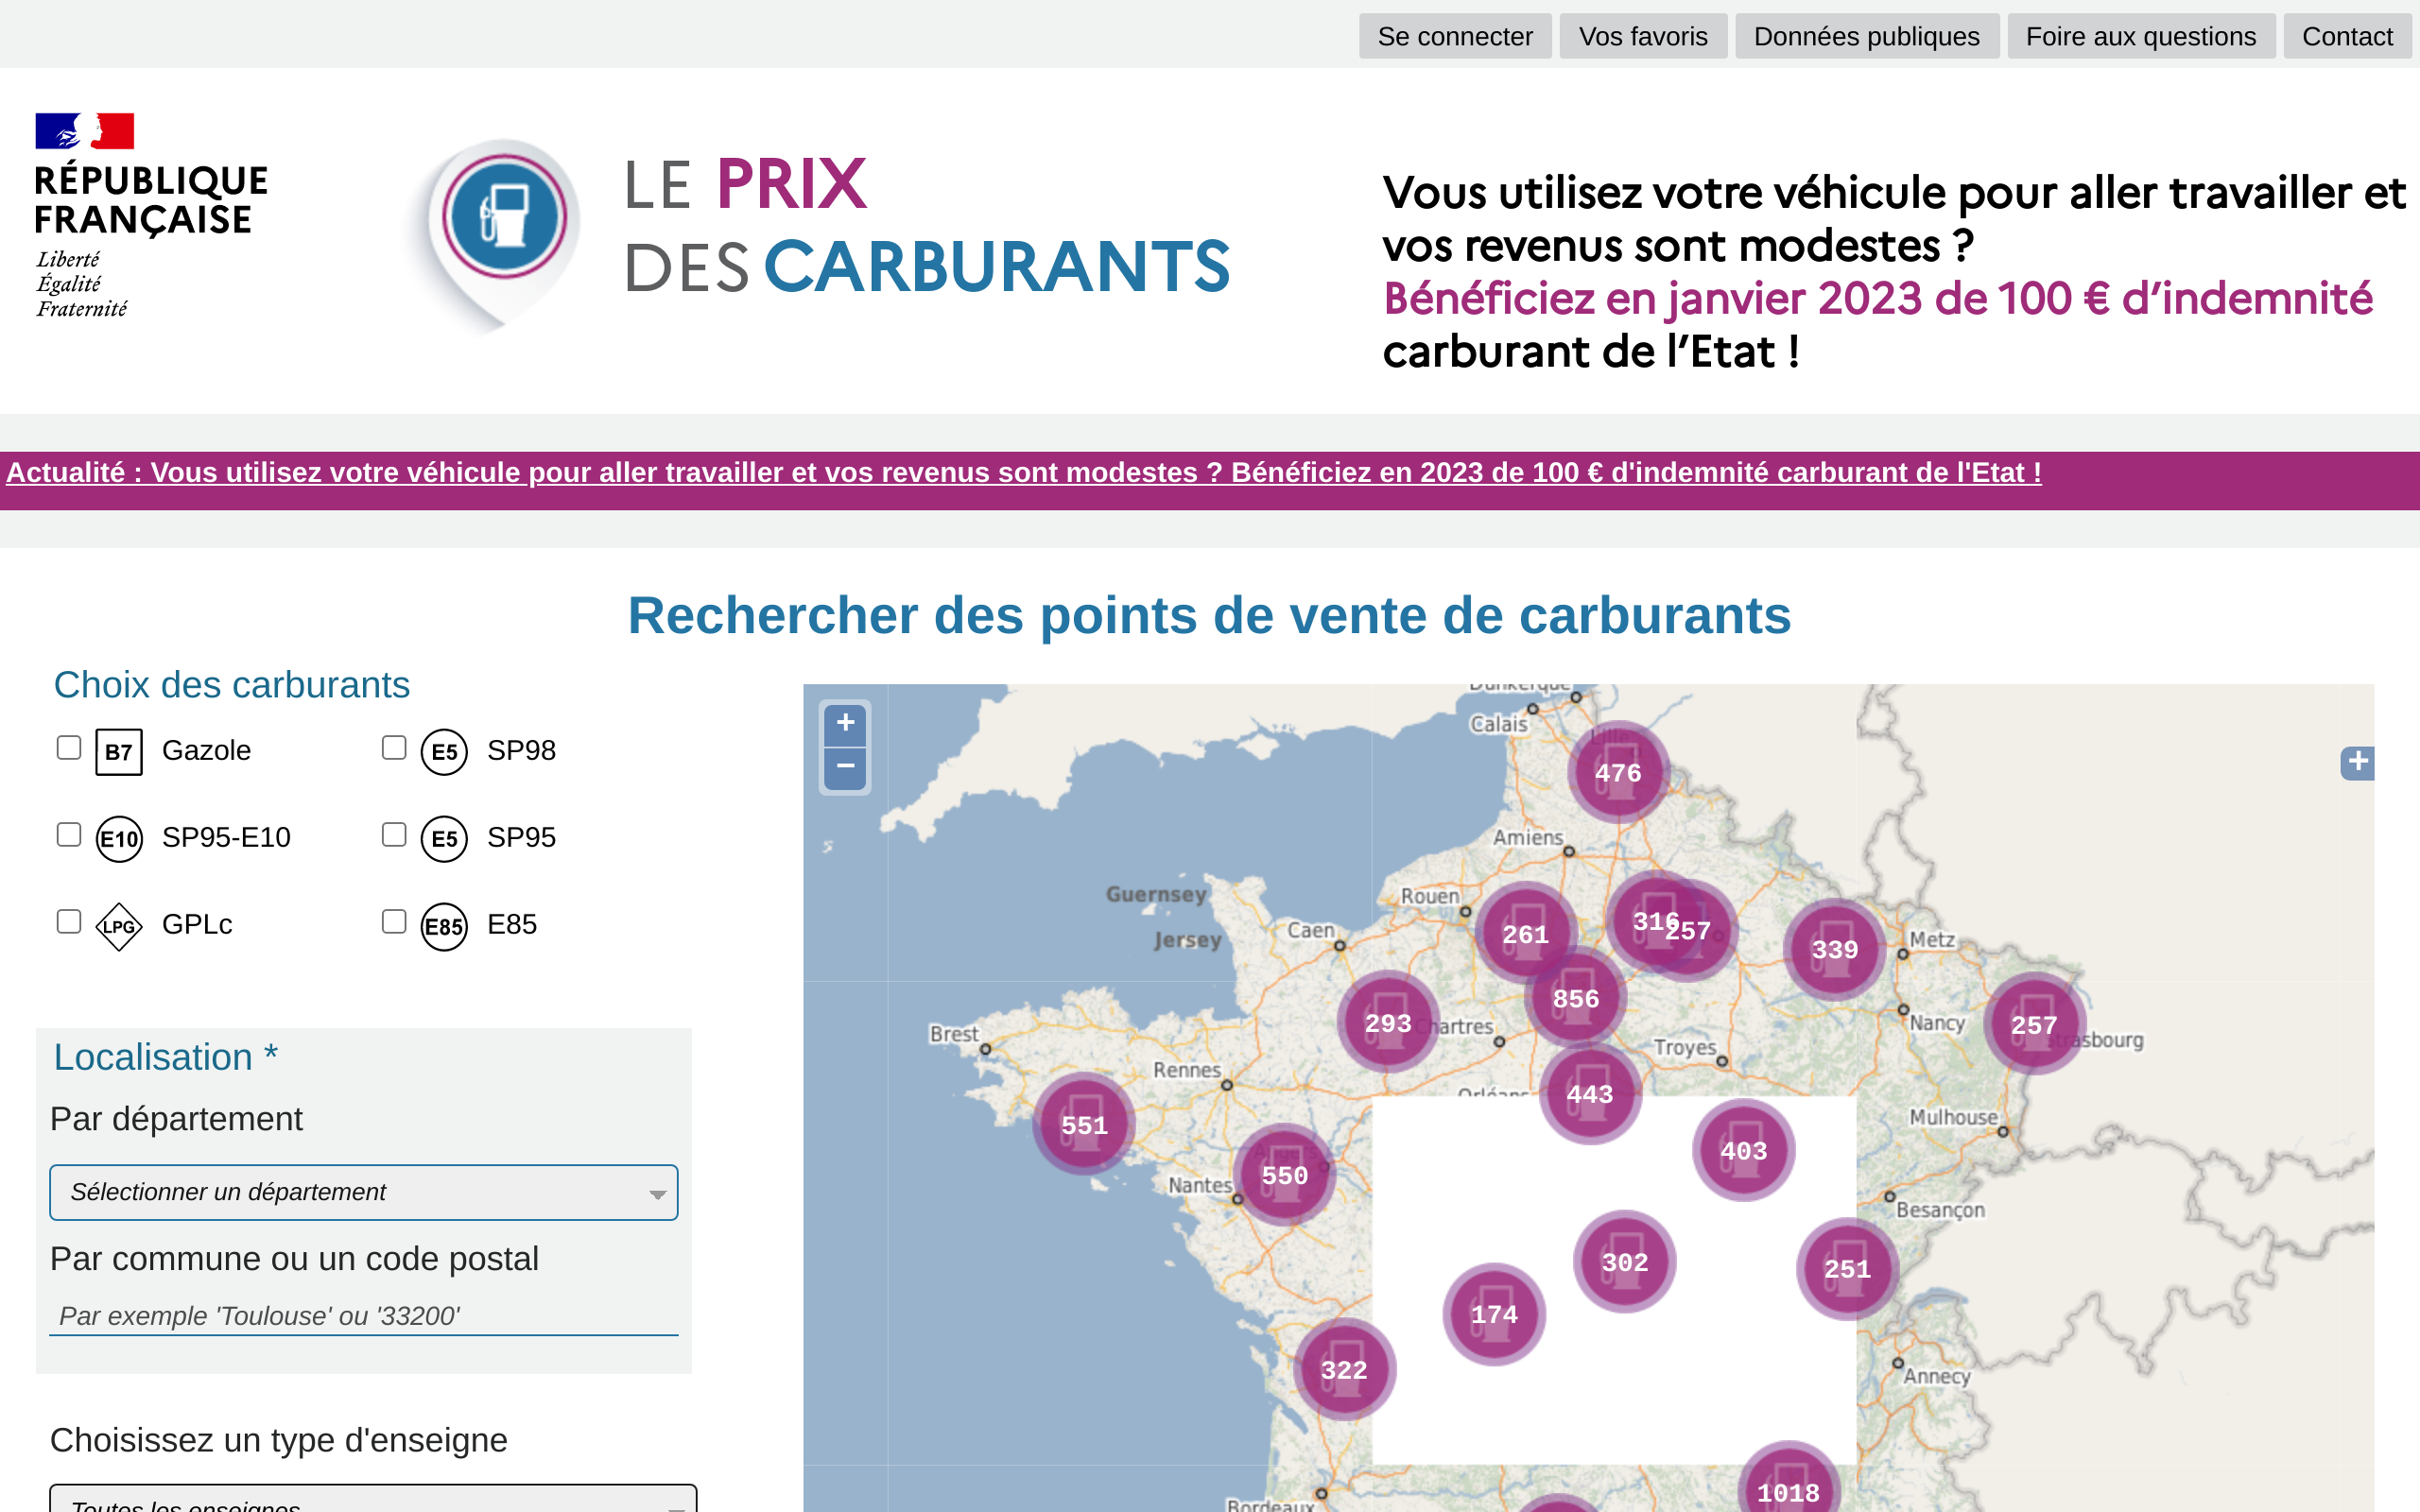 Se connecter
Vos favoris
Données publiques
Foire aux questions
Contact
RÉPUBLIQUE
FRANÇAISE
Liberté
Égalité
Fraternité
LE PRIX
DES CARBURANTS
Vous utilisez votre véhicule pour aller travailler et
vos revenus sont modestes ?
Bénéficiez en janvier 2023 de 100 € d’indemnité
carburant de l’Etat !
Actualité : Vous utilisez votre véhicule pour aller travailler et vos revenus sont modestes ? Bénéficiez en 2023 de 100 € d'indemnité carburant de l'Etat !
Rechercher des points de vente de carburants
Choix des carburants
B7 Gazole
E5 SP98
E10 SP95-E10
E5 SP95
LPG GPLc
E85 E85
Localisation *
Par département
Sélectionner un département
Par commune ou un code postal
Par exemple 'Toulouse' ou '33200'
Choisissez un type d'enseigne
Toutes les enseignes
+
−
+
Dunkerque
Calais
Lille
476
Amiens
Guernsey
Rouen
Jersey
Caen
261
316
257
339
Metz
856
293
Chartres
Nancy
257
Strasbourg
Brest
Troyes
Rennes
Orléans
443
551
Mulhouse
403
Angers
550
Nantes
Besançon
302
251
174
322
Annecy
1018
Bordeaux